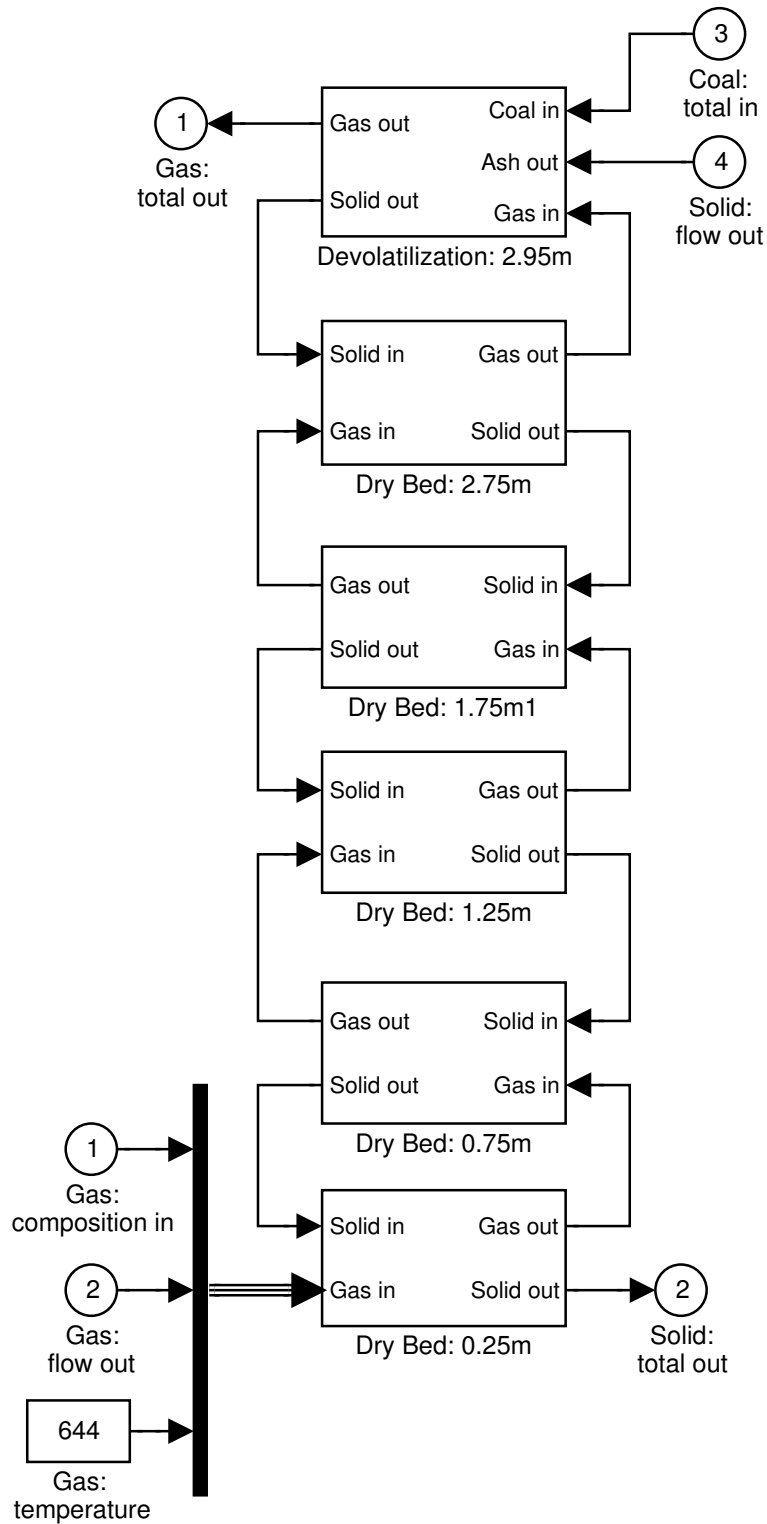 3
Coal:
total in
1
Gas:
total out
Gas out
Coal in
Ash out
Solid out
Gas in
4
Solid:
flow out
Devolatilization: 2.95m
Solid in
Gas out
Gas in
Solid out
Dry Bed: 2.75m
Gas out
Solid in
Solid out
Gas in
Dry Bed: 1.75m1
Solid in
Gas out
Gas in
Solid out
Dry Bed: 1.25m
Gas out
Solid in
Solid out
Gas in
Dry Bed: 0.75m
1
Gas:
composition in
Solid in
Gas out
Gas in
Solid out
Dry Bed: 0.25m
2
Gas:
flow out
2
Solid:
total out
644
Gas:
temperature